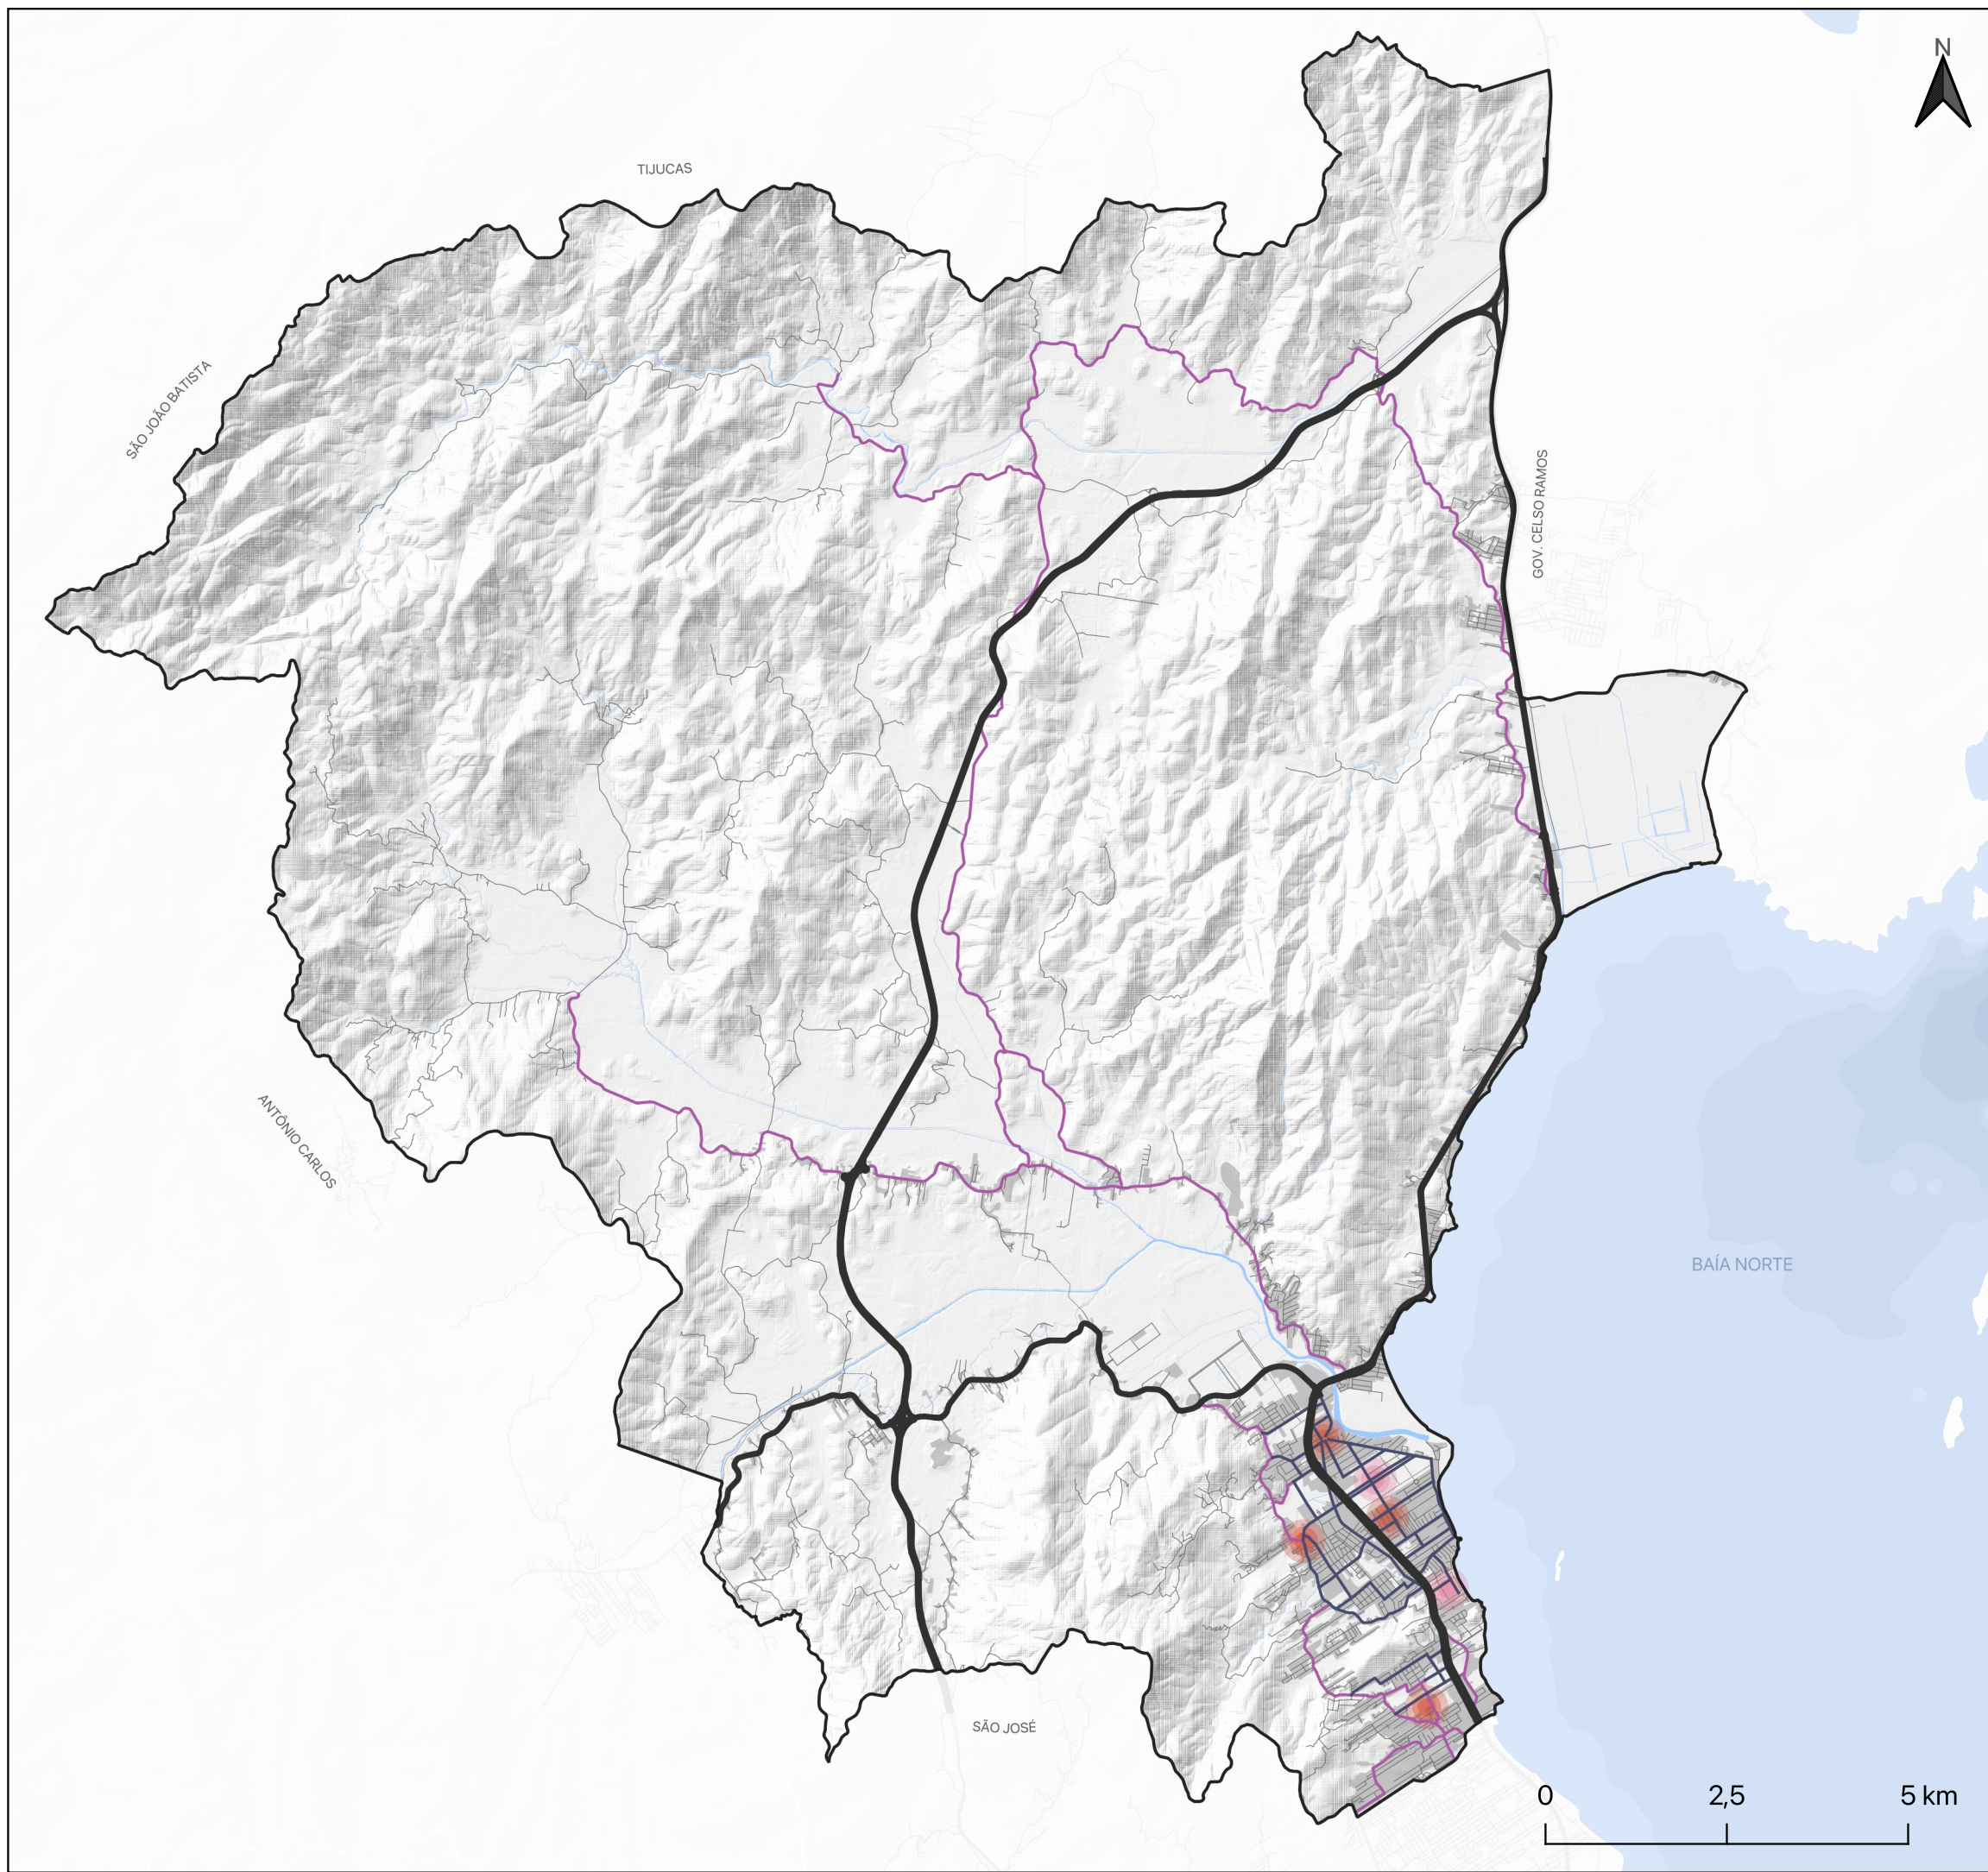 N
TIJUCAS
SÃO JOÃO BATISTA
GOV. CELSO RAMOS
ANTÔNIO CARLOS
BAÍA NORTE
SÃO JOSÉ
0 2,5 5 km